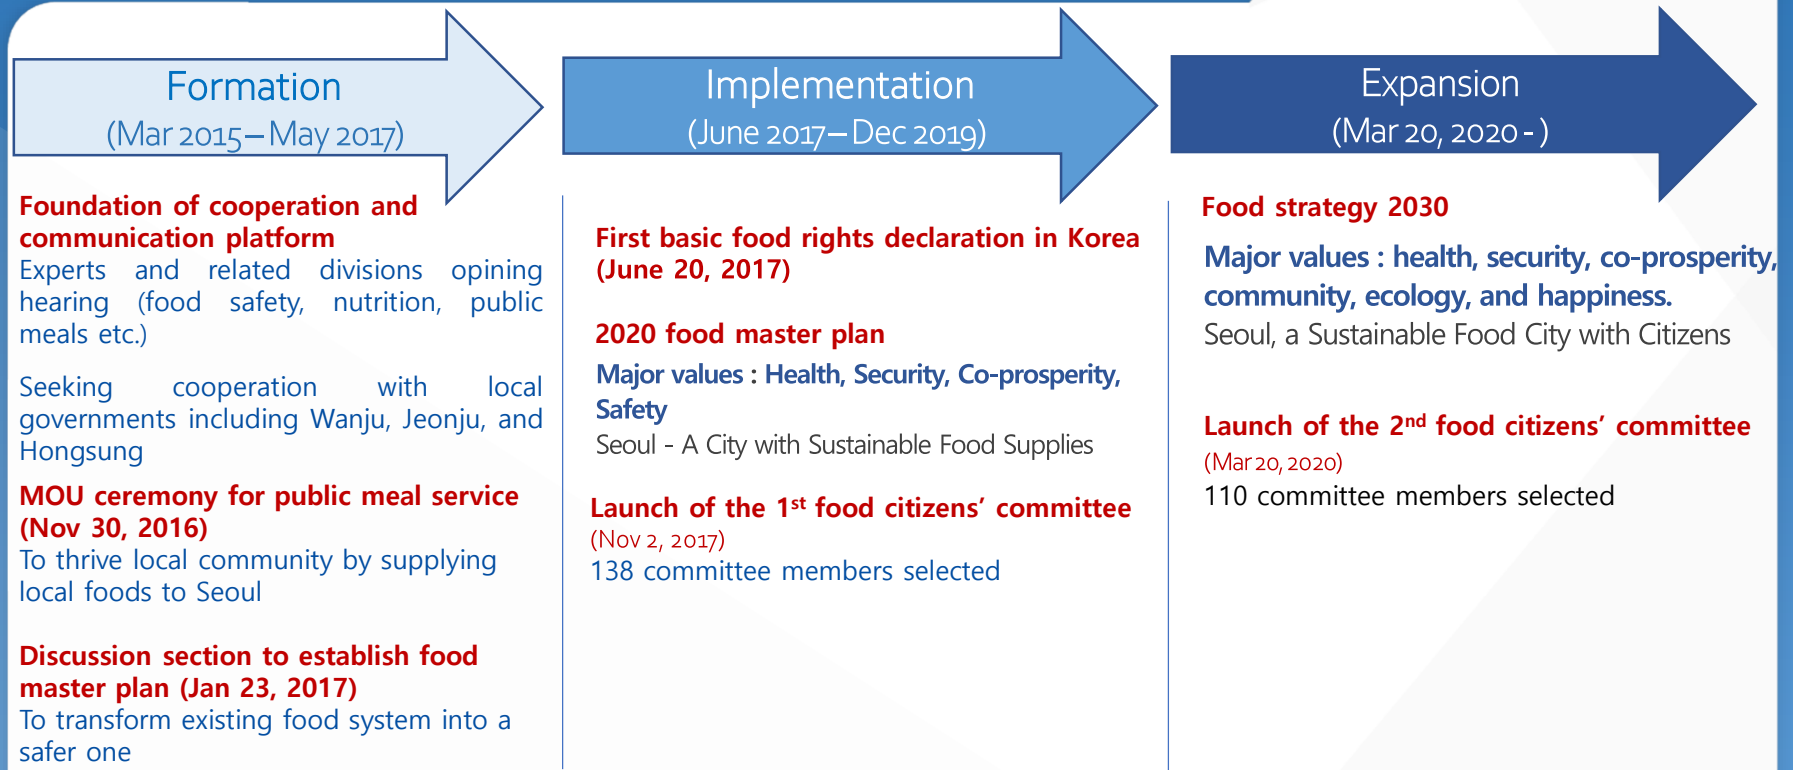 Formation
(Mar 2015 – May 2017)
Foundation of cooperation and
communication platform
Experts and related divisions opining
hearing (food safety, nutrition, public
meals etc.)
Seeking cooperation with local
governments including Wanju, Jeonju, and
Hongsung
MOU ceremony for public meal service
(Nov 30, 2016)
To thrive local community by supplying
local foods to Seoul
Discussion section to establish food
master plan (Jan 23, 2017)
To transform existing food system into a
safer one
Implementation
(June 2017 – Dec 2019)
First basic food rights declaration in Korea
(June 20, 2017)
2020 food master plan
Major values : Health, Security, Co-prosperity,
Safety
Seoul - A City with Sustainable Food Supplies
Launch of the 1st food citizens’ committee
(Nov 2, 2017)
138 committee members selected
Expansion
(Mar 20, 2020 - )
Food strategy 2030
Major values : health, security, co-prosperity,
community, ecology, and happiness.
Seoul, a Sustainable Food City with Citizens
Launch of the 2nd food citizens’ committee
(Mar 20, 2020)
110 committee members selected